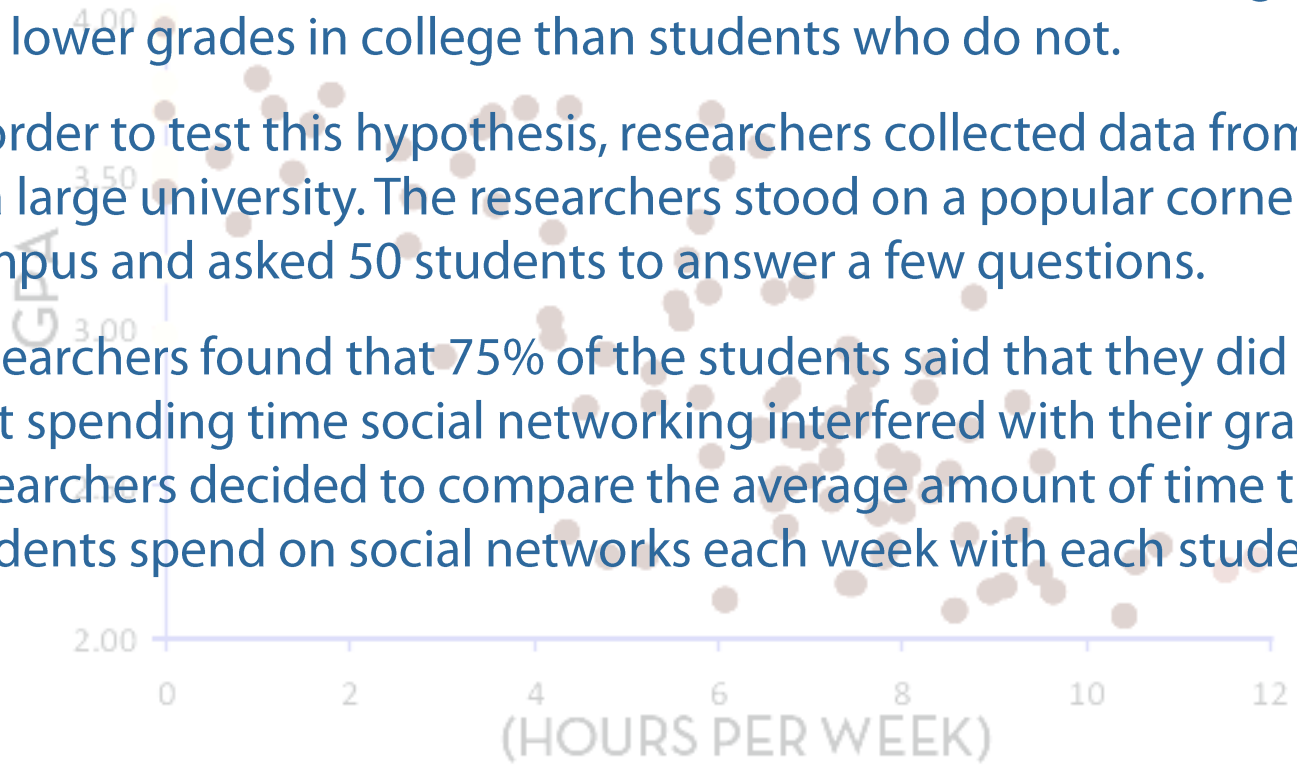 4.00
lower grades in college than students who do not.
order to test this hypothesis, researchers collected data from
3.50
a large university. The researchers stood on a popular corne
mpus and asked 50 students to answer a few questions.
GPA
3.00
earchers found that 75% of the students said that they did
t spending time social networking interfered with their gra
2.50
earchers decided to compare the average amount of time t
dents spend on social networks each week with each stude
2.00
0 2 4 6 8 10 12
(HOURS PER WEEK)